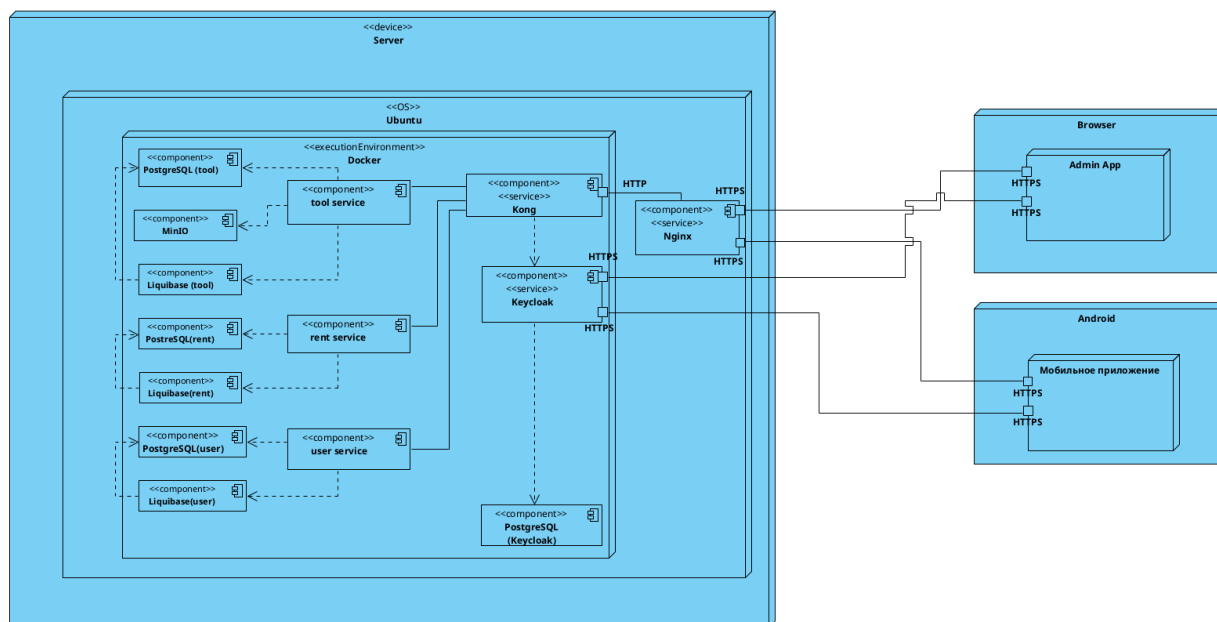 <<device>>
Server
<<OS>>
Ubuntu
<<executionEnvironment>>
Docker
<<component>>
PostgreSQL (tool)
<<component>>
tool service
<<component>>
MinIO
<<component>>
Liquibase (tool)
<<component>>
PostreSQL(rent)
<<component>>
rent service
<<component>>
Liquibase(rent)
<<component>>
PostgreSQL(user)
<<component>>
user service
<<component>>
Liquibase(user)
<<component>>
<<service>>
Kong
HTTP
HTTPS
<<component>>
<<service>>
Nginx
HTTPS
HTTPS
<<component>>
<<service>>
Keycloak
HTTPS
<<component>>
PostgreSQL
(Keycloak)
Browser
Admin App
HTTPS
HTTPS
Android
Мобильное приложение
HTTPS
HTTPS